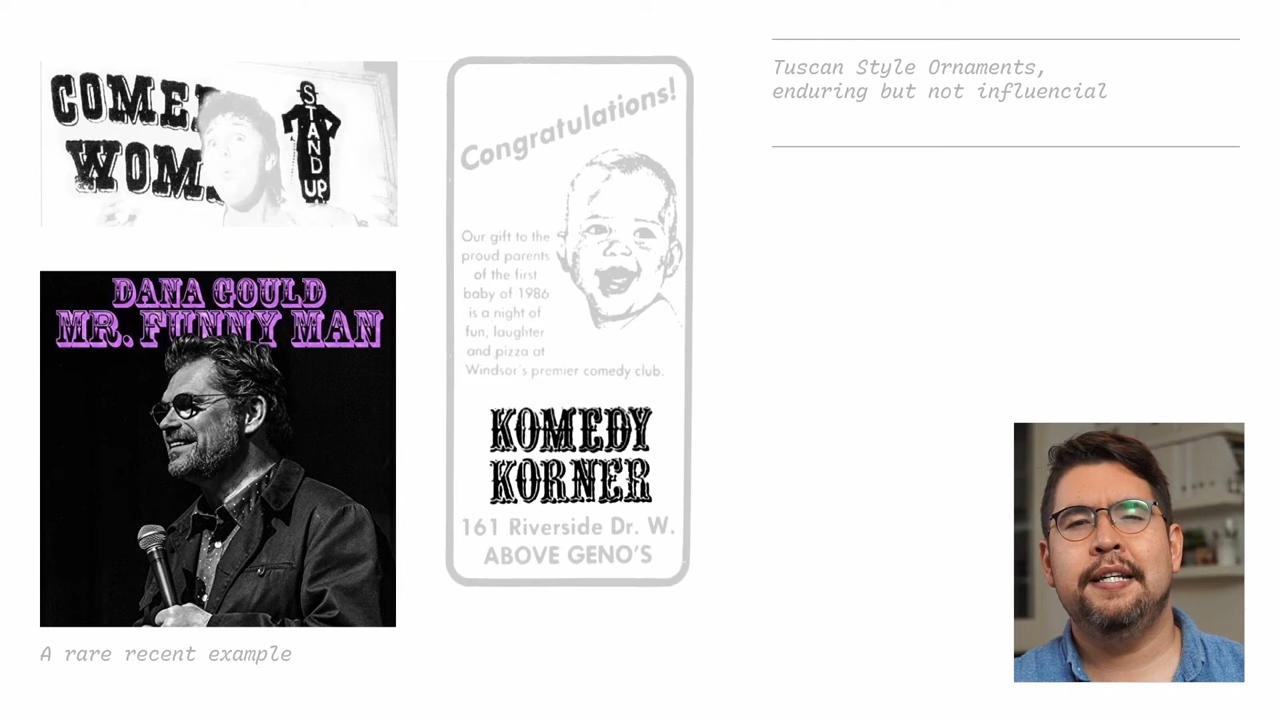 COME
WOM
STAND UP
DANA GOULD
MR. FUNNY MAN
A rare recent example
Congratulations!
Our gift to the
proud parents
of the first
baby of 1986
is a night of
fun, laughter
and pizza at
Windsor's premier comedy club.
KOMEDY
KORNER
161 Riverside Dr. W.
ABOVE GENO'S
Tuscan Style Ornaments,
enduring but not influencial